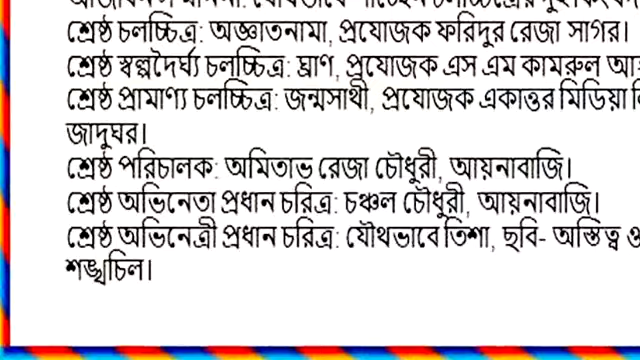 শ্রেষ্ঠ চলচ্চিত্র: অজ্ঞাতনামা, প্রযোজক ফরিদুর রেজা সাগর।
শ্রেষ্ঠ স্বল্পদৈর্ঘ্য চলচ্চিত্র: ঘ্রাণ, প্রযোজক এস এম কামরুল
শ্রেষ্ঠ প্রামাণ্য চলচ্চিত্র: জন্মসাথী, প্রযোজক একাত্তর মিডিয়া
জাদুঘর।
শ্রেষ্ঠ পরিচালক: অমিতাভ রেজা চৌধুরী, আয়নাবাজি।
শ্রেষ্ঠ অভিনেতা প্রধান চরিত্র: চঞ্চল চৌধুরী, আয়নাবাজি।
শ্রেষ্ঠ অভিনেত্রী প্রধান চরিত্র: যৌথভাবে তিশা, ছবি- অস্তিত্ব ও
শঙ্খচিল।